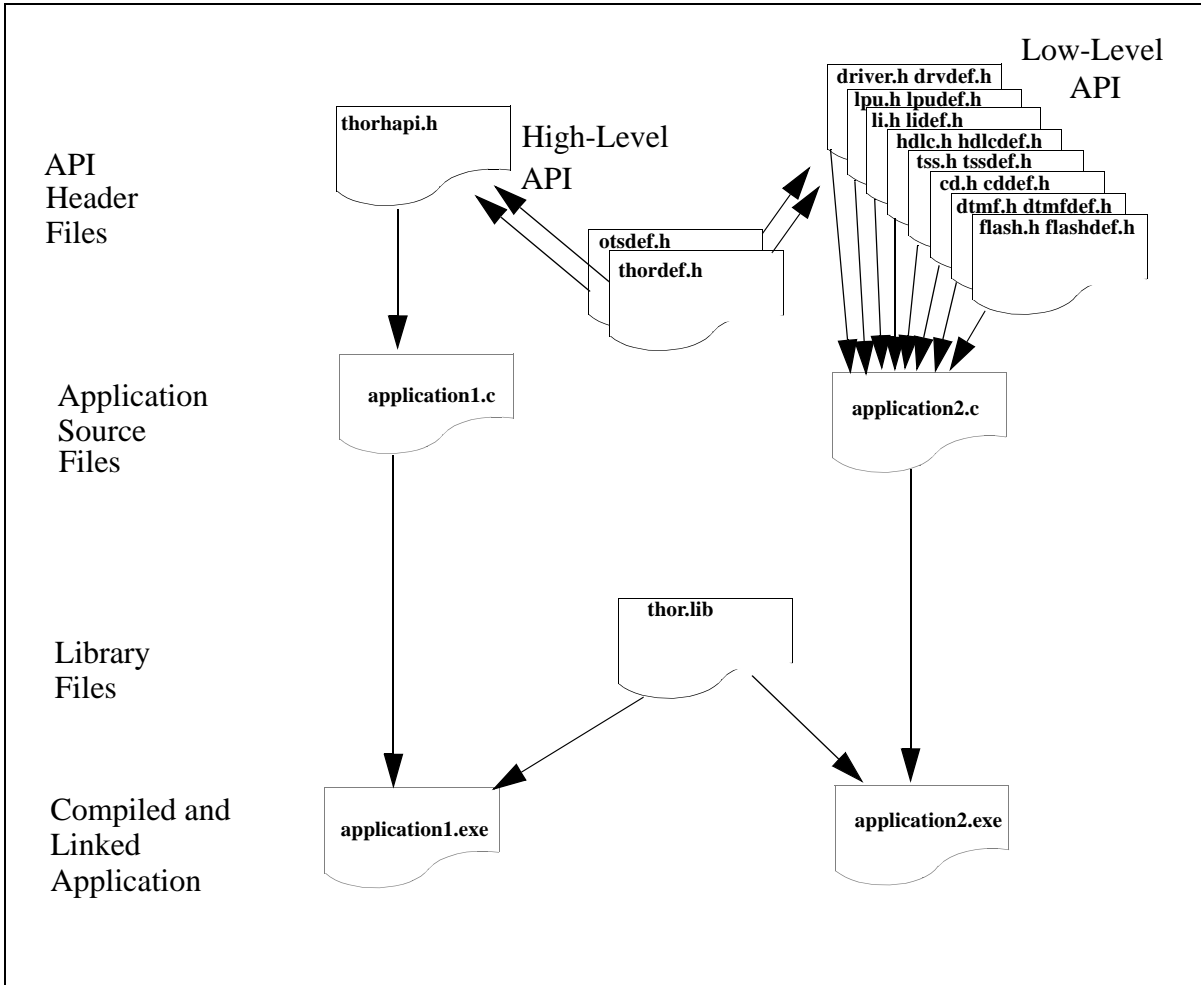 Low-Level
API
driver.h drvdef.h
lpu.h lpudef.h
li.h lidef.h
hdlc.h hdlcdef.h
tss.h tssdef.h
cd.h cddef.h
dtmf.h dtmfdef.h
flash.h flashdef.h
thorhapi.h
High-Level
API
API
Header
Files
otsdef.h
thordef.h
Application
Source
Files
application1.c
application2.c
Library
Files
thor.lib
Compiled and
Linked
Application
application1.exe
application2.exe